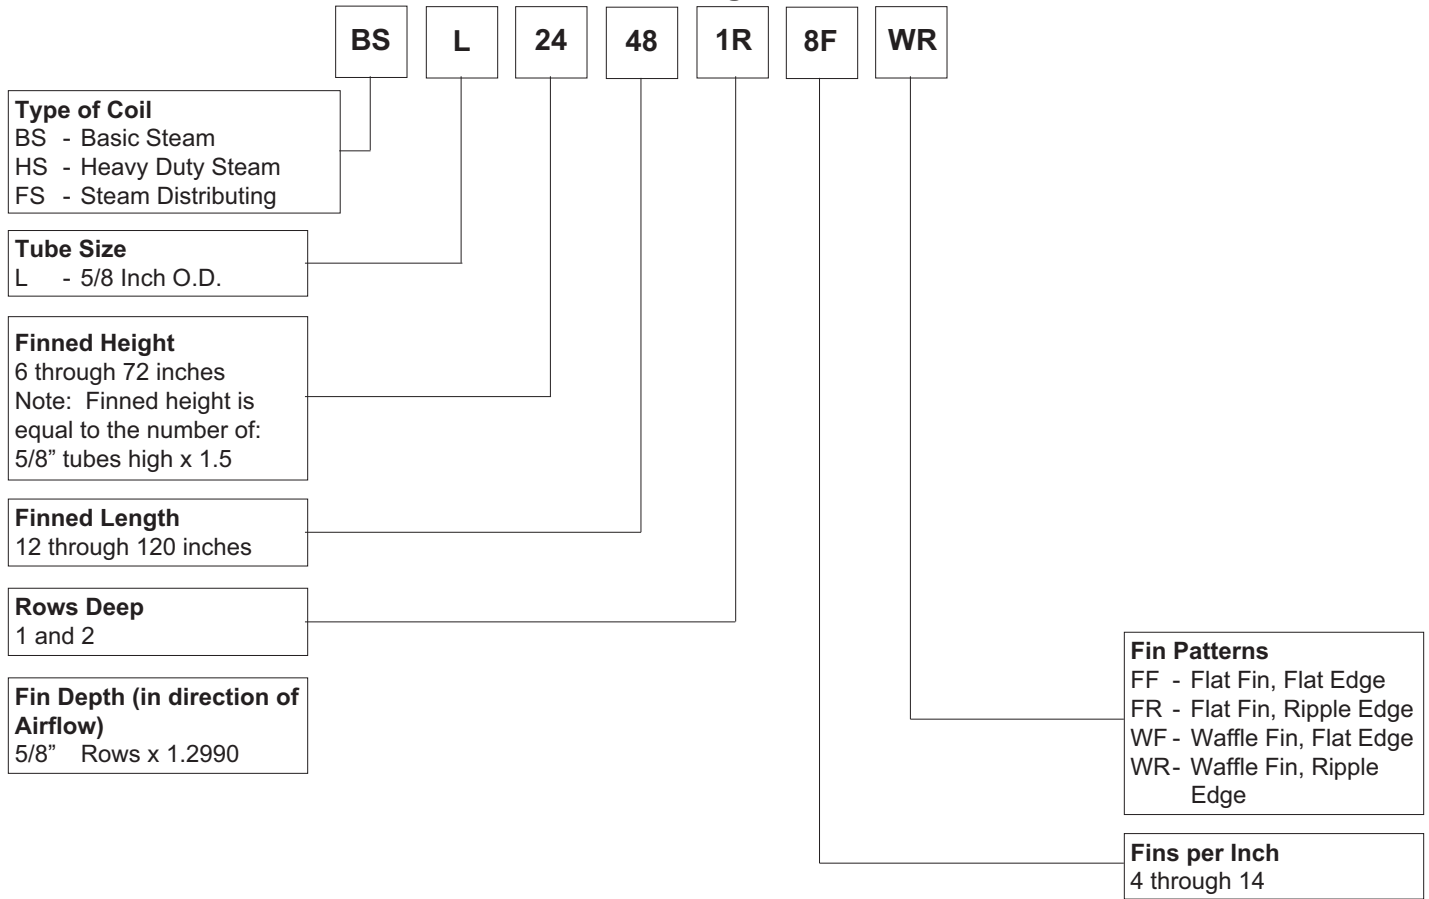 BS L 24 48 1R 8F WR
Type of Coil
BS - Basic Steam
HS - Heavy Duty Steam
FS - Steam Distributing
Tube Size
L - 5/8 Inch O.D.
Finned Height
6 through 72 inches
Note: Finned height is
equal to the number of:
5/8” tubes high x 1.5
Finned Length
12 through 120 inches
Rows Deep
1 and 2
Fin Depth (in direction of
Airflow)
5/8” Rows x 1.2990
Fin Patterns
FF - Flat Fin, Flat Edge
FR - Flat Fin, Ripple Edge
WF - Waffle Fin, Flat Edge
WR- Waffle Fin, Ripple
Edge
Fins per Inch
4 through 14